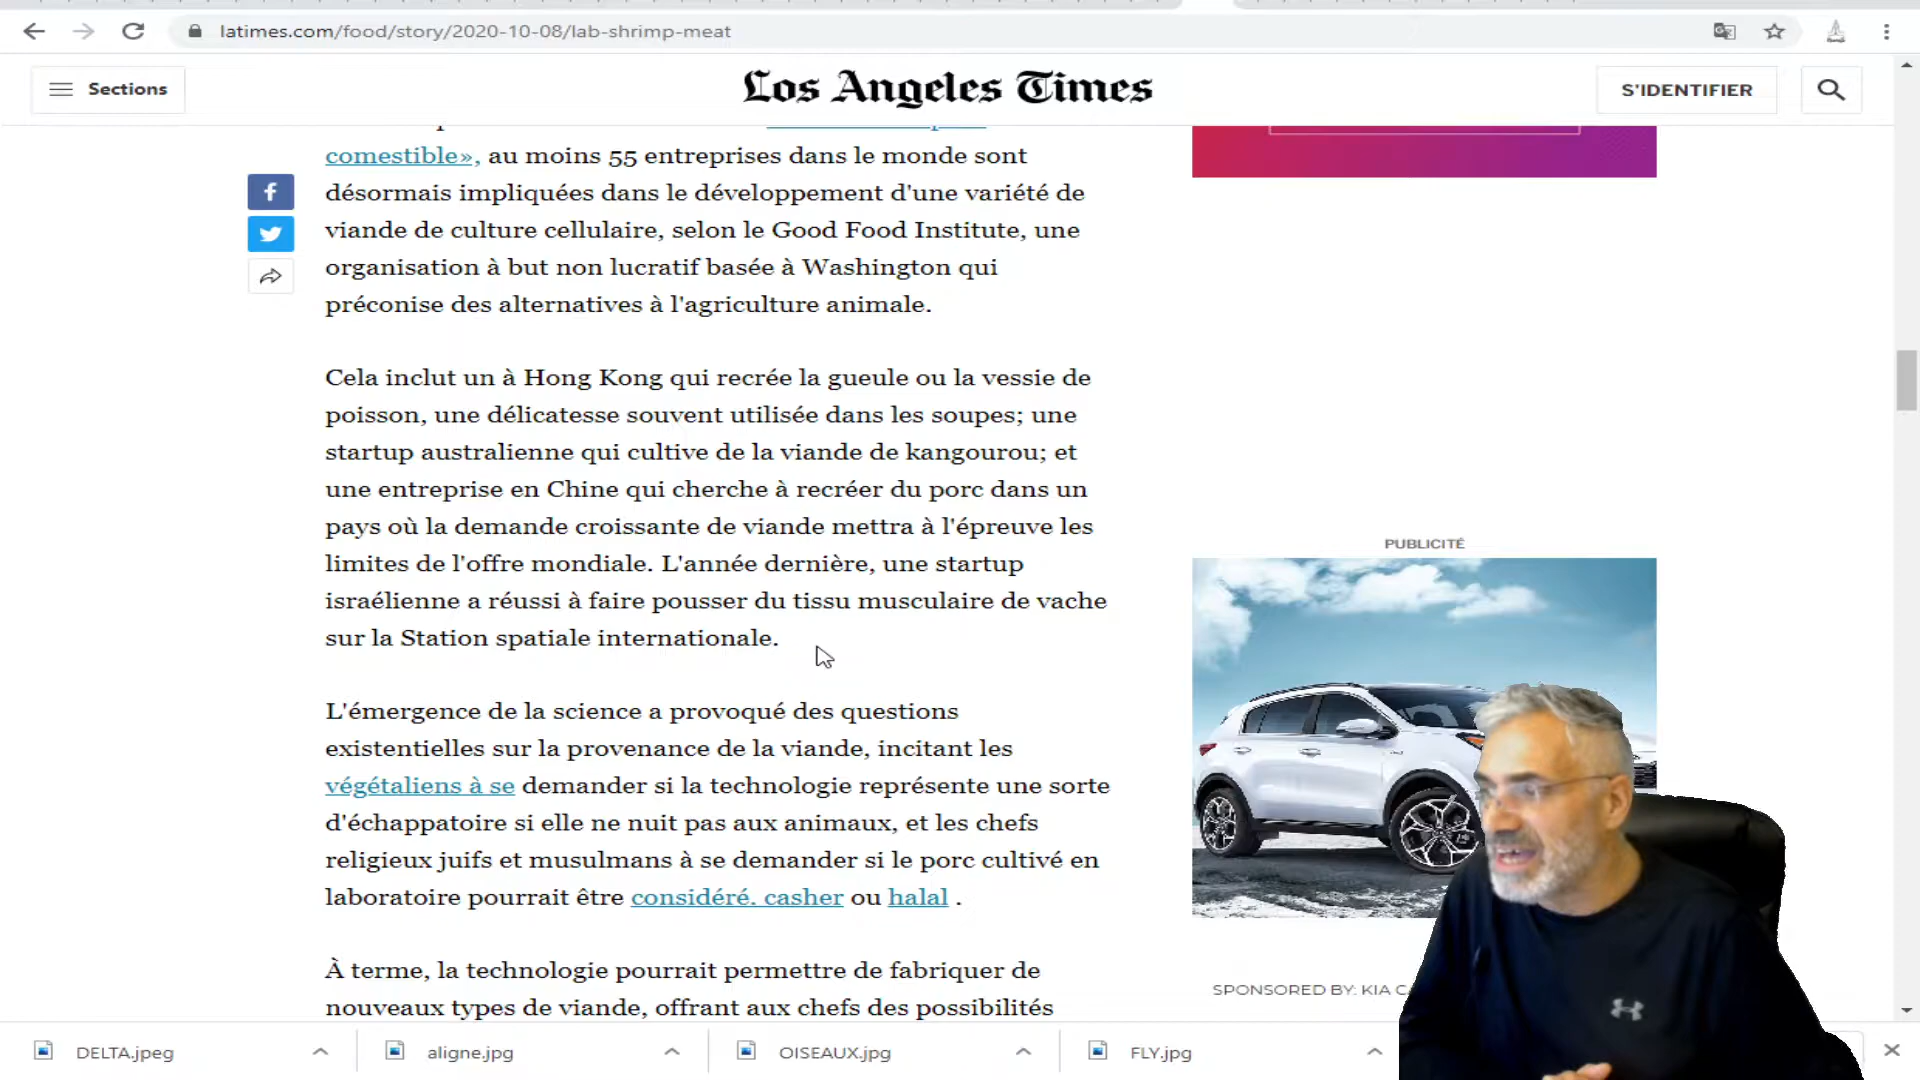 latimes.com/food/story/2020-10-08/lab-shrimp-meat
Sections
Los Angeles Times
S'IDENTIFIER
comestible», au moins 55 entreprises dans le monde sont
désormais impliquées dans le développement d'une variété de
viande de culture cellulaire, selon le Good Food Institute, une
organisation à but non lucratif basée à Washington qui
préconise des alternatives à l'agriculture animale.
Cela inclut un à Hong Kong qui recrée la gueule ou la vessie de
poisson, une délicatesse souvent utilisée dans les soupes; une
startup australienne qui cultive de la viande de kangourou; et
une entreprise en Chine qui cherche à recréer du porc dans un
pays où la demande croissante de viande mettra à l'épreuve les
limites de l'offre mondiale. L'année dernière, une startup
israélienne a réussi à faire pousser du tissu musculaire de vache
sur la Station spatiale internationale.
L'émergence de la science a provoqué des questions
existentielles sur la provenance de la viande, incitant les
végétaliens à se demander si la technologie représente une sorte
d'échappatoire si elle ne nuit pas aux animaux, et les chefs
religieux juifs et musulmans à se demander si le porc cultivé en
laboratoire pourrait être considéré. casher ou halal .
À terme, la technologie pourrait permettre de fabriquer de
nouveaux types de viande, offrant aux chefs des possibilités
PUBLICITÉ
SPONSORED BY: KIA
DELTA.jpeg
aligne.jpg
OISEAUX.jpg
FLY.jpg